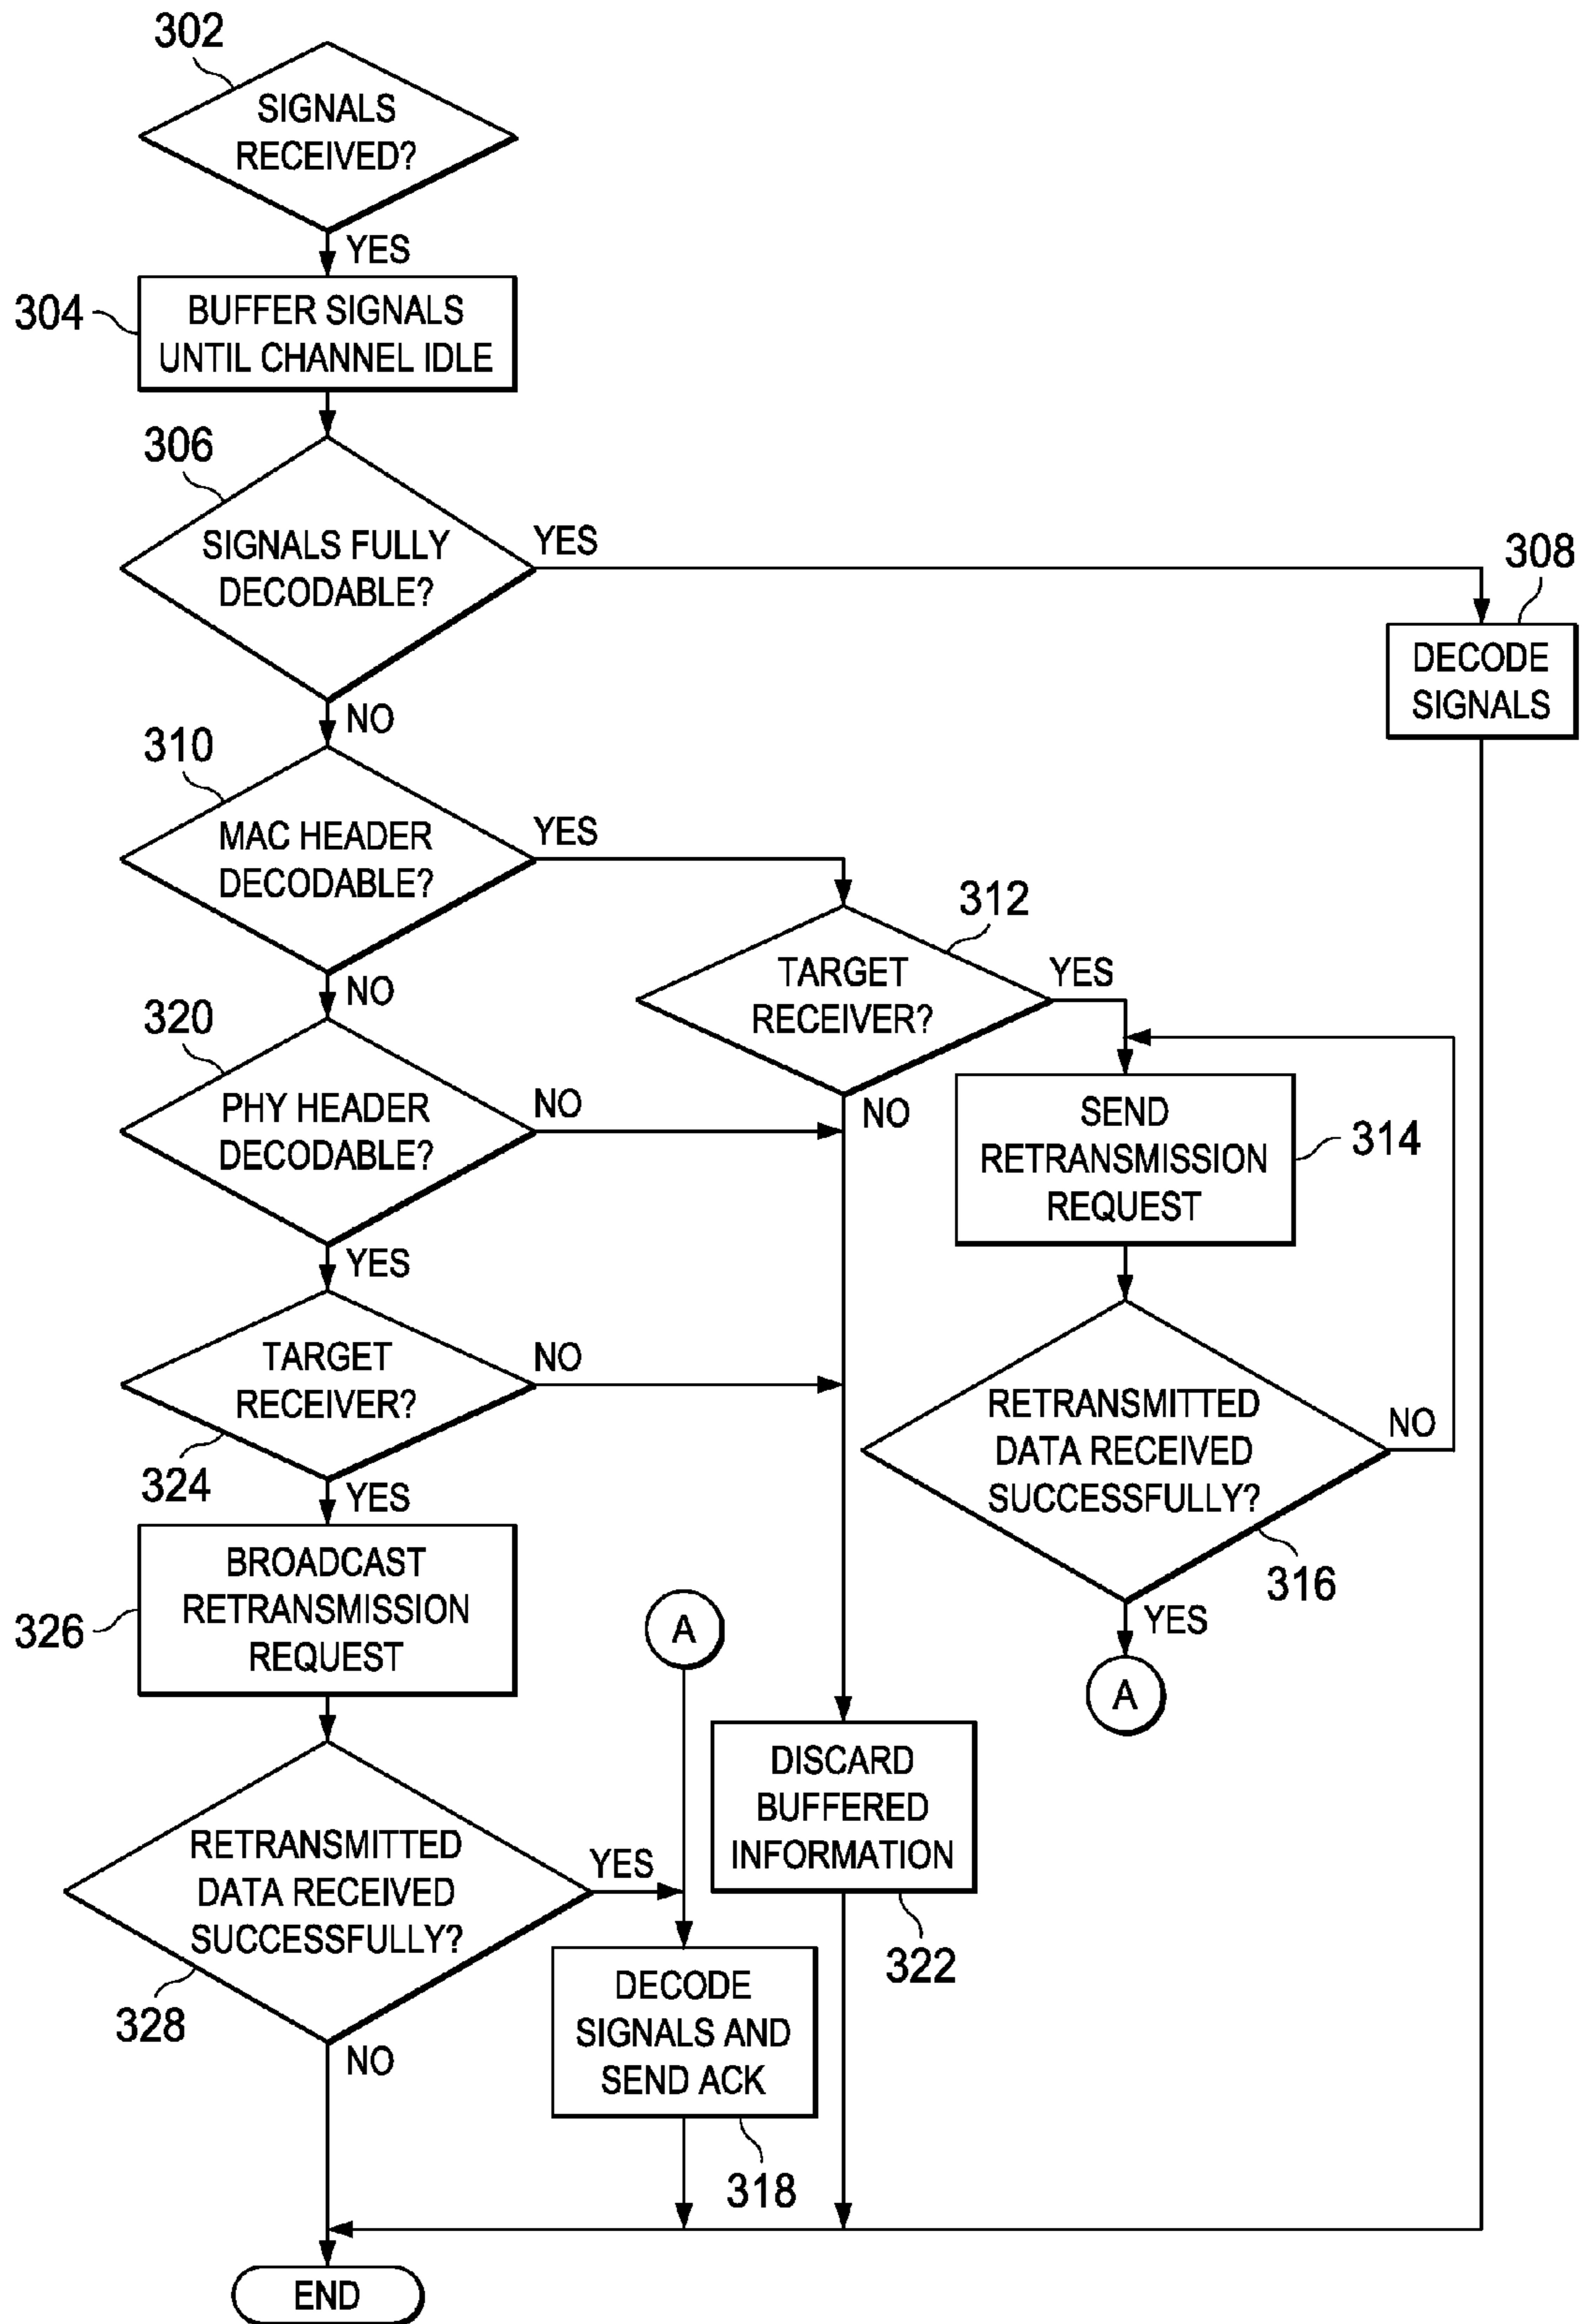 302
SIGNALS
RECEIVED?
YES
304
BUFFER SIGNALS
UNTIL CHANNEL IDLE
306
SIGNALS FULLY
DECODABLE?
YES
NO
308
DECODE
SIGNALS
310
MAC HEADER
DECODABLE?
YES
NO
312
TARGET
RECEIVER?
YES
NO
320
PHY HEADER
DECODABLE?
NO
YES
SEND
RETRANSMISSION
REQUEST
314
TARGET
RECEIVER?
NO
324
YES
RETRANSMITTED
DATA RECEIVED
SUCCESSFULLY?
NO
316
YES
A
BROADCAST
RETRANSMISSION
REQUEST
326
A
DISCARD
BUFFERED
INFORMATION
322
RETRANSMITTED
DATA RECEIVED
SUCCESSFULLY?
YES
328
NO
DECODE
SIGNALS AND
SEND ACK
318
END